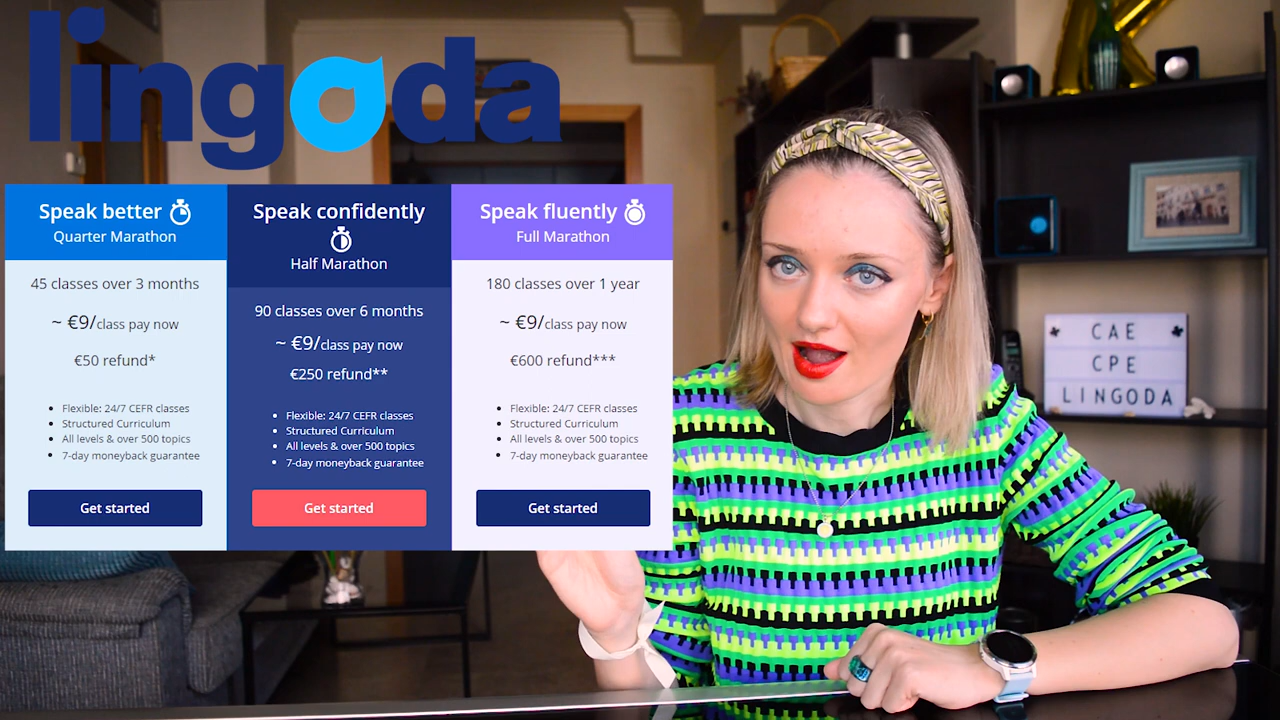 lingoda
Speak better
Quarter Marathon
45 classes over 3 months
~ €9/class pay now
€50 refund*
Flexible: 24/7 CEFR classes
Structured Curriculum
All levels & over 500 topics
7-day moneyback guarantee
Get started
Speak confidently
Half Marathon
90 classes over 6 months
~ €9/class pay now
€250 refund**
Flexible: 24/7 CEFR classes
Structured Curriculum
All levels & over 500 topics
7-day moneyback guarantee
Get started
Speak fluently
Full Marathon
180 classes over 1 year
~ €9/class pay now
€600 refund***
Flexible: 24/7 CEFR classes
Structured Curriculum
All levels & over 500 topics
7-day moneyback guarantee
Get started
CAE
CPE
LINGODA